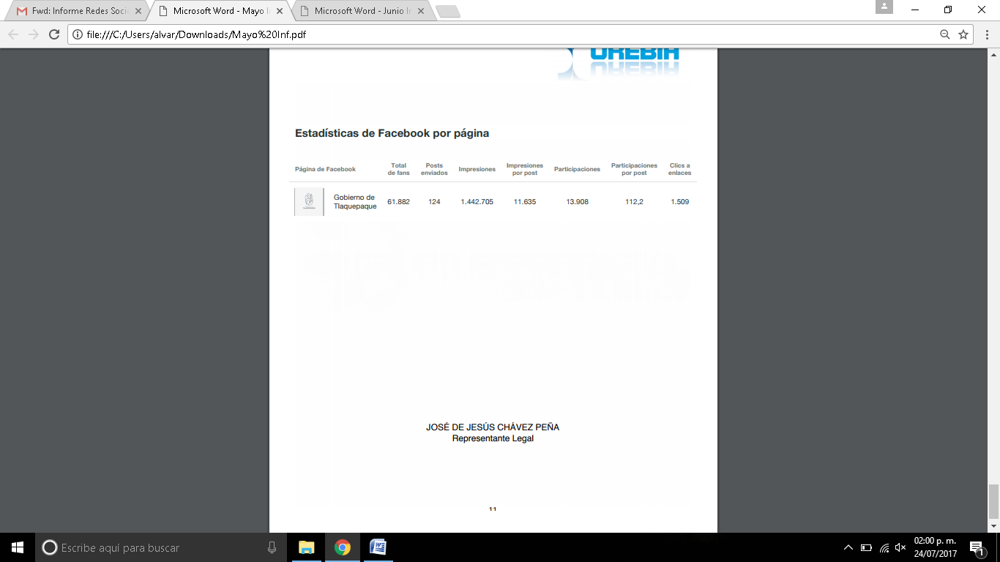 Fwd: Informe Redes Soci
Microsoft Word - Mayo I
Microsoft Word - Junio I
file:///C:/Users/alvar/Downloads/Mayo%20Inf.pdf
OREBIH
Estadísticas de Facebook por página
Página de Facebook Total de fans Posts enviados Impresiones Impresiones por post Participaciones Participaciones por post Clics a enlaces
Gobierno de Tlaquepaque 61.882 124 1.442.705 11.635 13.908 112,2 1.509
JOSÉ DE JESÚS CHÁVEZ PEÑA
Representante Legal
11
Escribe aquí para buscar
02:00 p. m.
24/07/2017
1